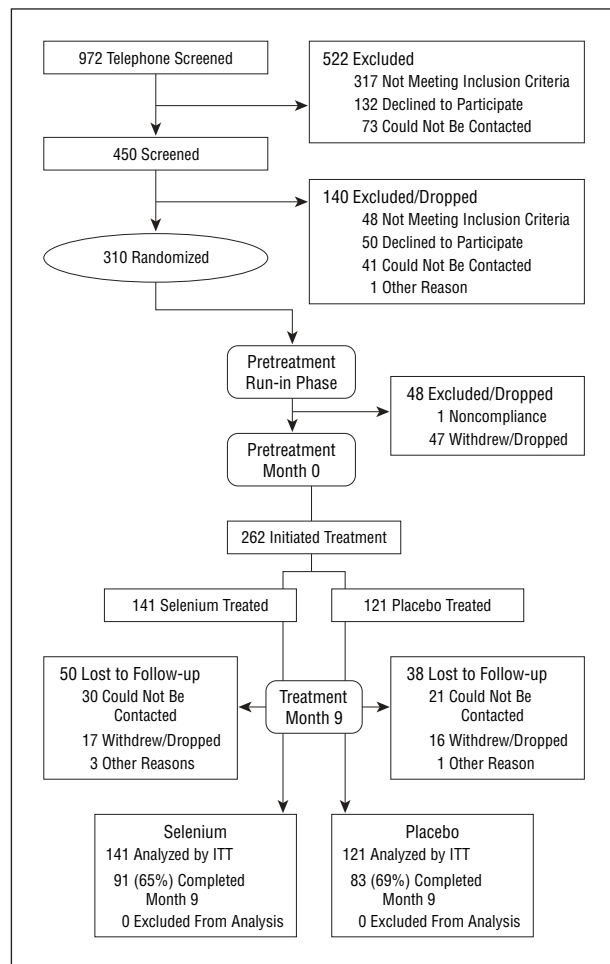 972 Telephone Screened
522 Excluded
317 Not Meeting Inclusion Criteria
132 Declined to Participate
73 Could Not Be Contacted
450 Screened
140 Excluded/Dropped
48 Not Meeting Inclusion Criteria
50 Declined to Participate
41 Could Not Be Contacted
1 Other Reason
310 Randomized
Pretreatment
Run-in Phase
48 Excluded/Dropped
1 Noncompliance
47 Withdrew/Dropped
Pretreatment
Month 0
262 Initiated Treatment
141 Selenium Treated
121 Placebo Treated
50 Lost to Follow-up
30 Could Not Be
Contacted
17 Withdrew/Dropped
3 Other Reasons
Treatment
Month 9
38 Lost to Follow-up
21 Could Not Be
Contacted
16 Withdrew/Dropped
1 Other Reason
Selenium
141 Analyzed by ITT
91 (65%) Completed
Month 9
0 Excluded From Analysis
Placebo
121 Analyzed by ITT
83 (69%) Completed
Month 9
0 Excluded From Analysis